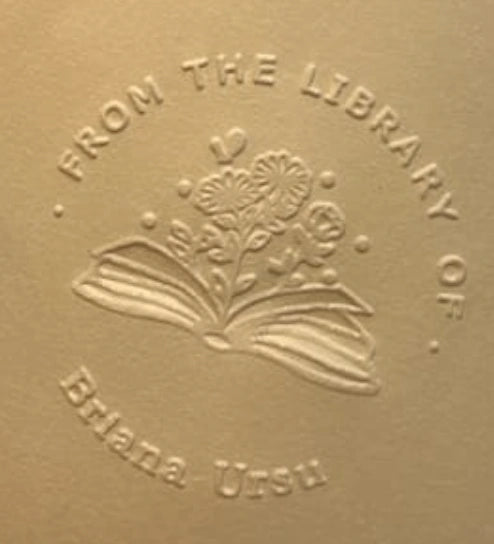 FROM THE LIBRARY OF
Briana Ursu